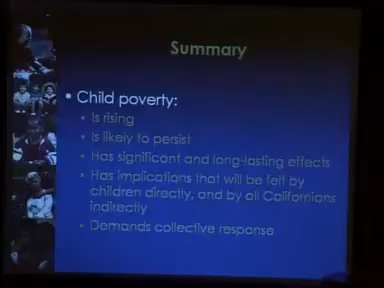 Summary
• Child poverty:
• Is rising
• Is likely to persist
• Has significant and long-lasting effects
• Has implications that will be felt by
children directly, and by all Californians
indirectly
• Demands collective response